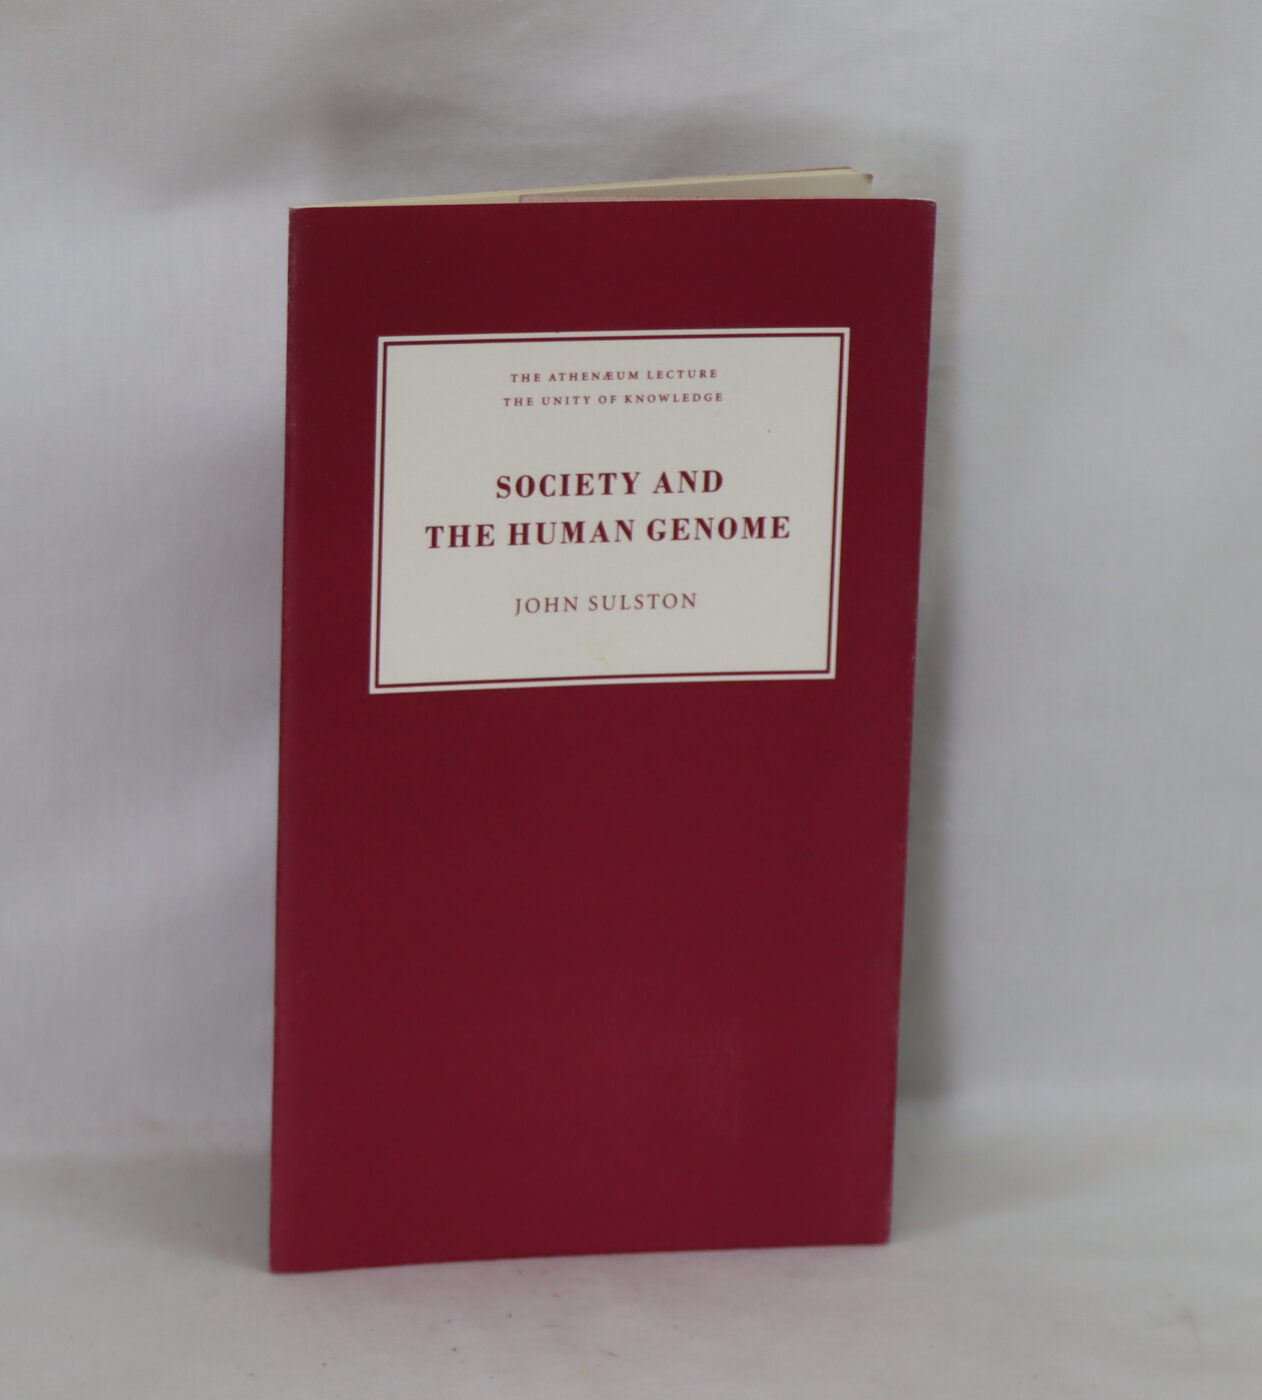 THE ATHENÆUM LECTURE
THE UNITY OF KNOWLEDGE
SOCIETY AND
THE HUMAN GENOME
JOHN SULSTON